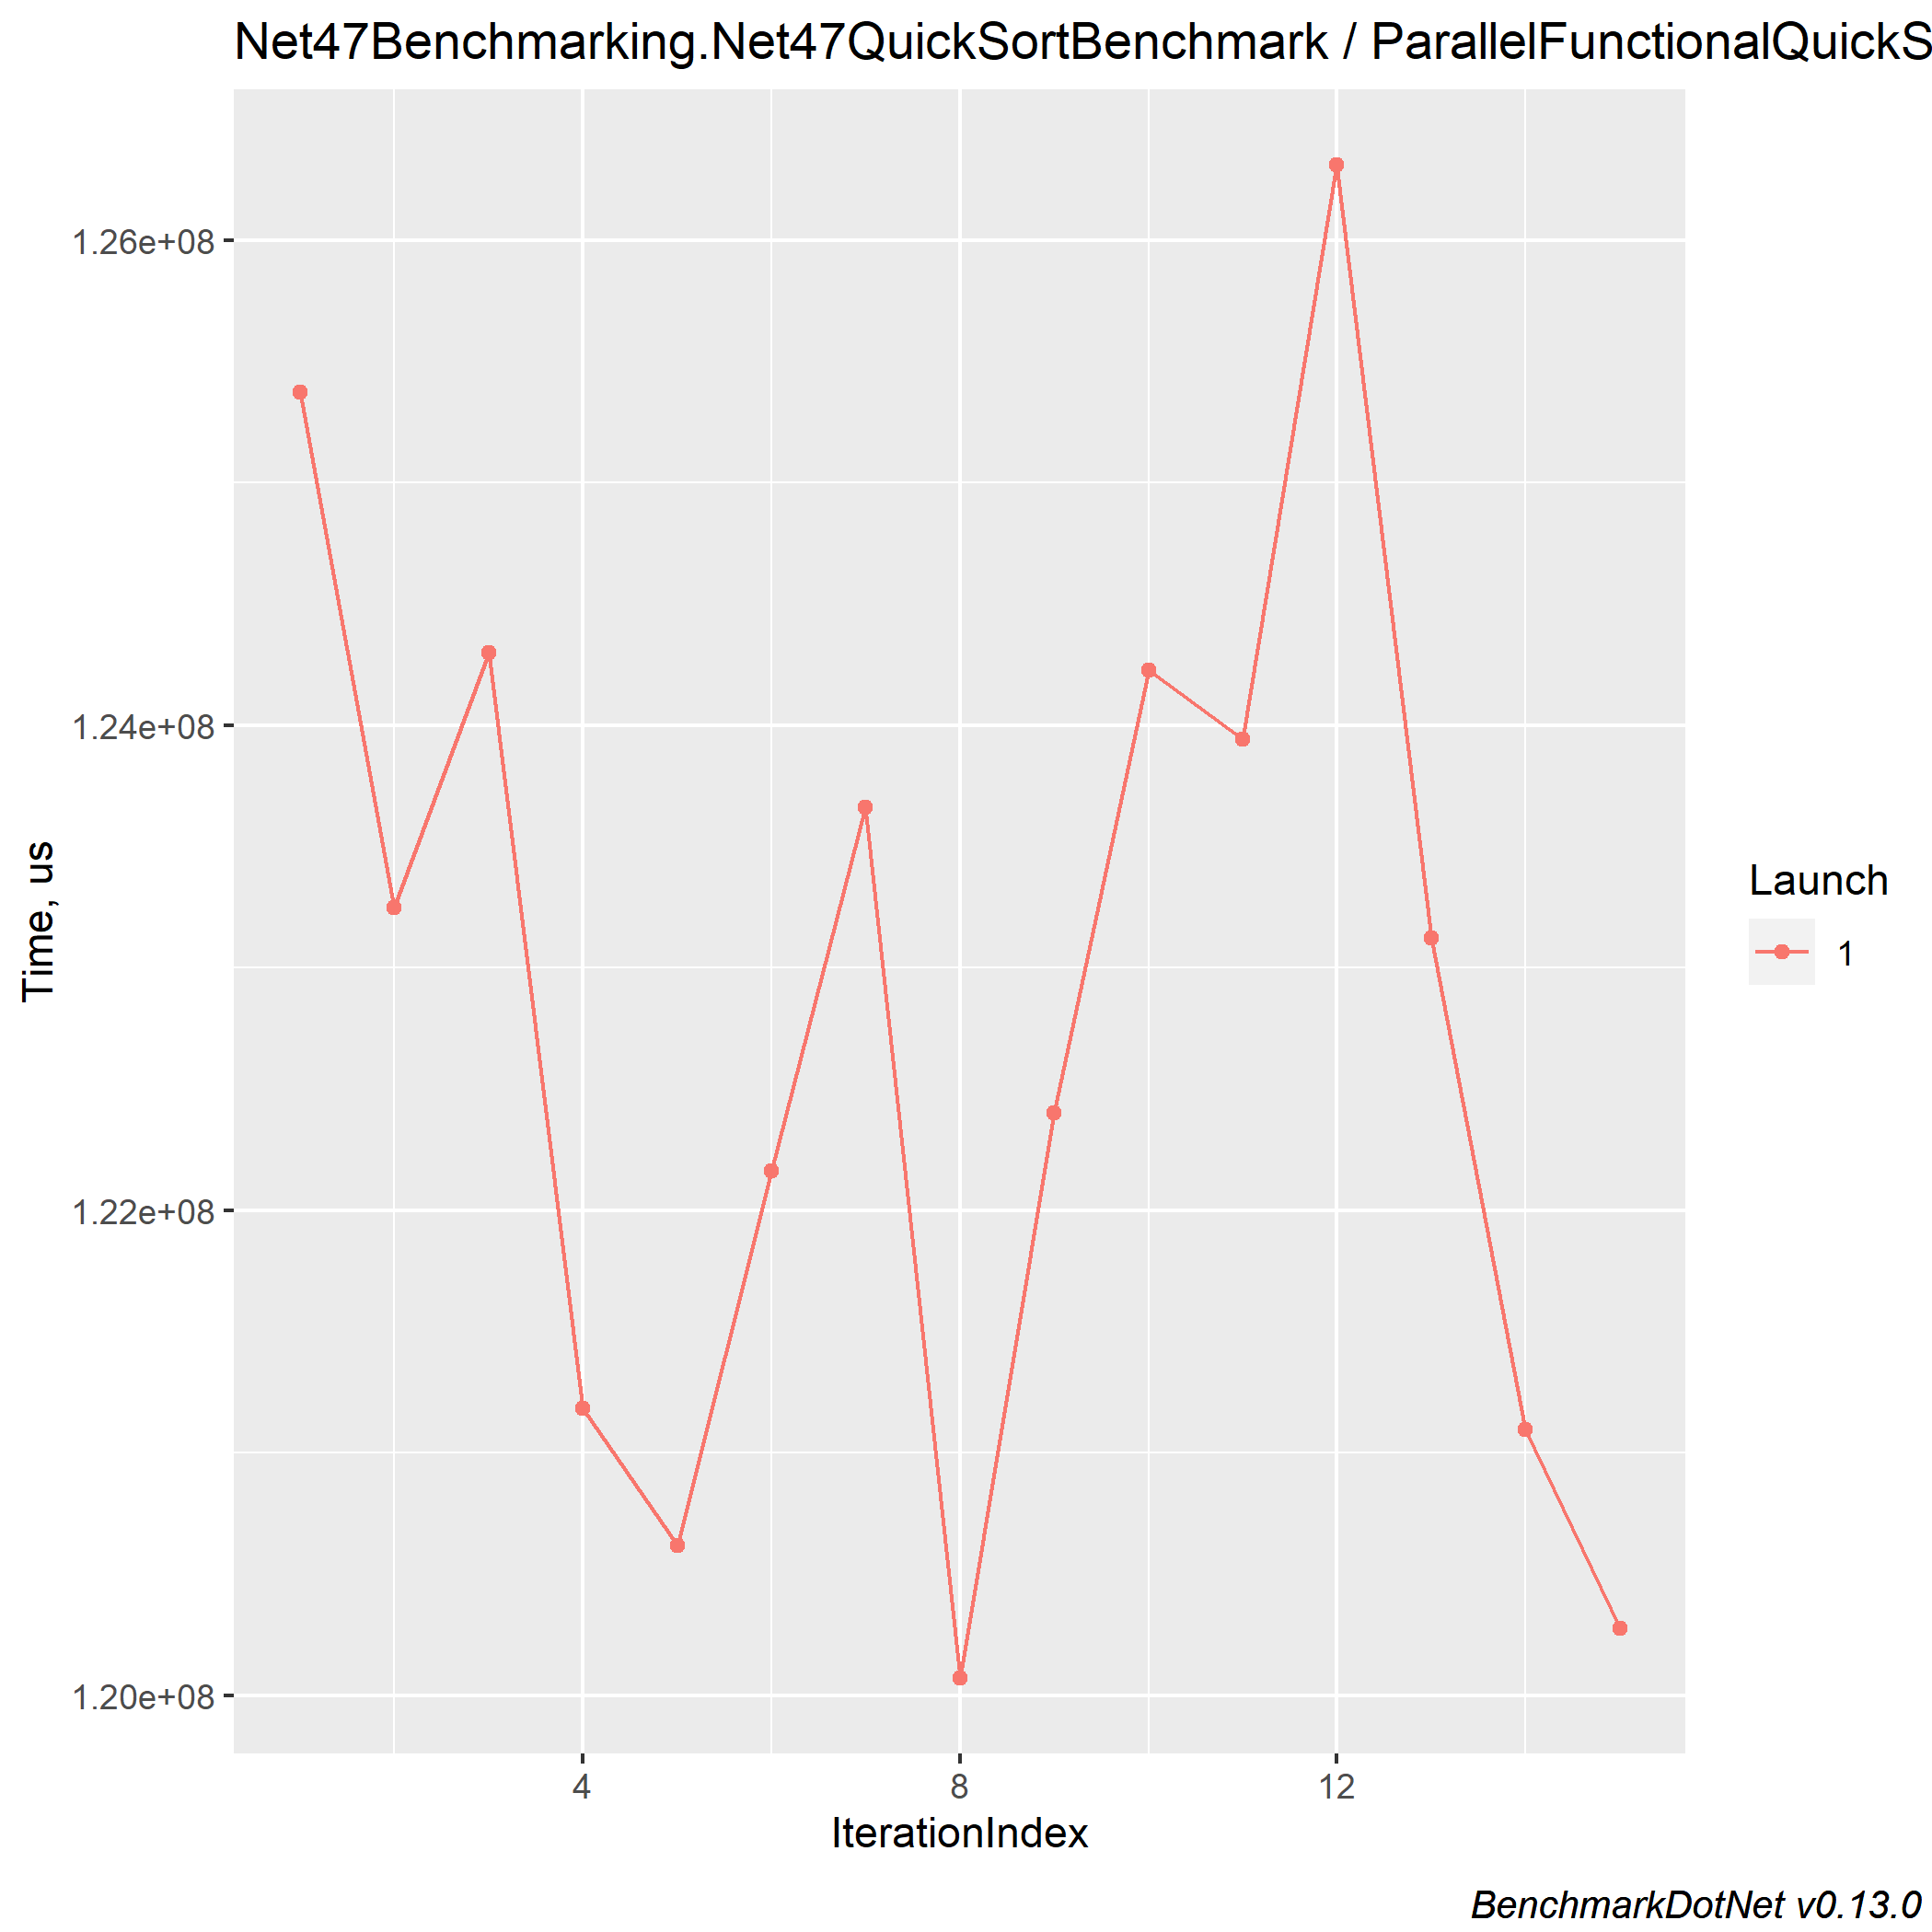 Net47Benchmarking.Net47QuickSortBenchmark / ParallelFunctionalQuickS
1.26e+08
1.24e+08
1.22e+08
1.20e+08
Time, us
4 8 12
IterationIndex
Launch
1
BenchmarkDotNet v0.13.0